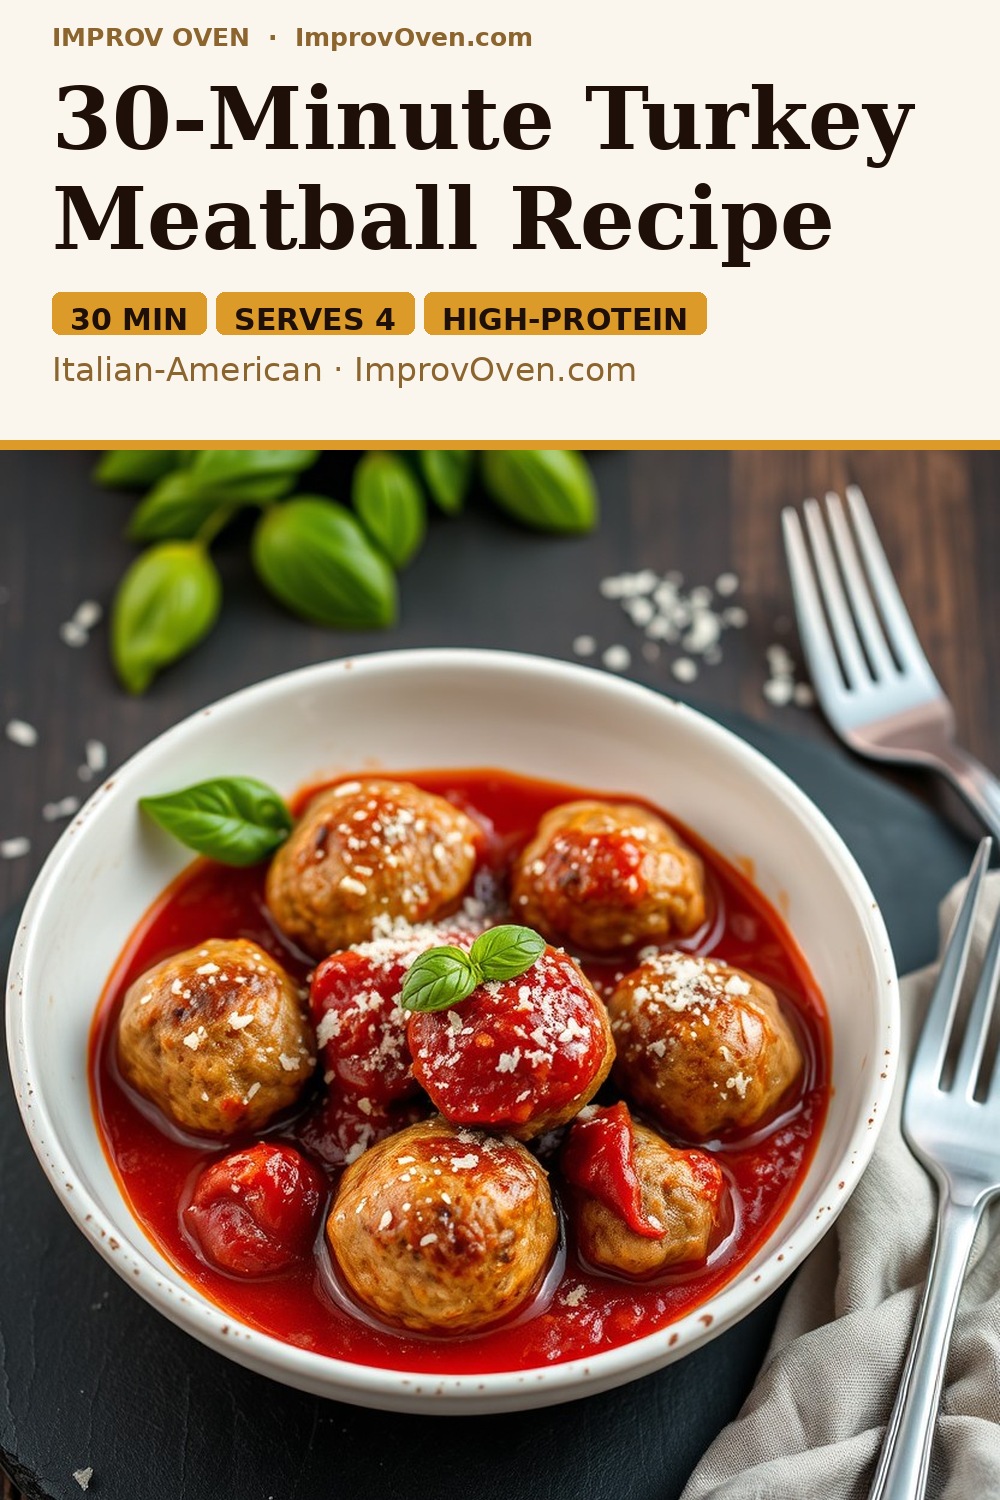 IMPROV OVEN · ImprovOven.com
30-Minute Turkey
Meatball Recipe
30 MIN SERVES 4 HIGH-PROTEIN
Italian-American · ImprovOven.com